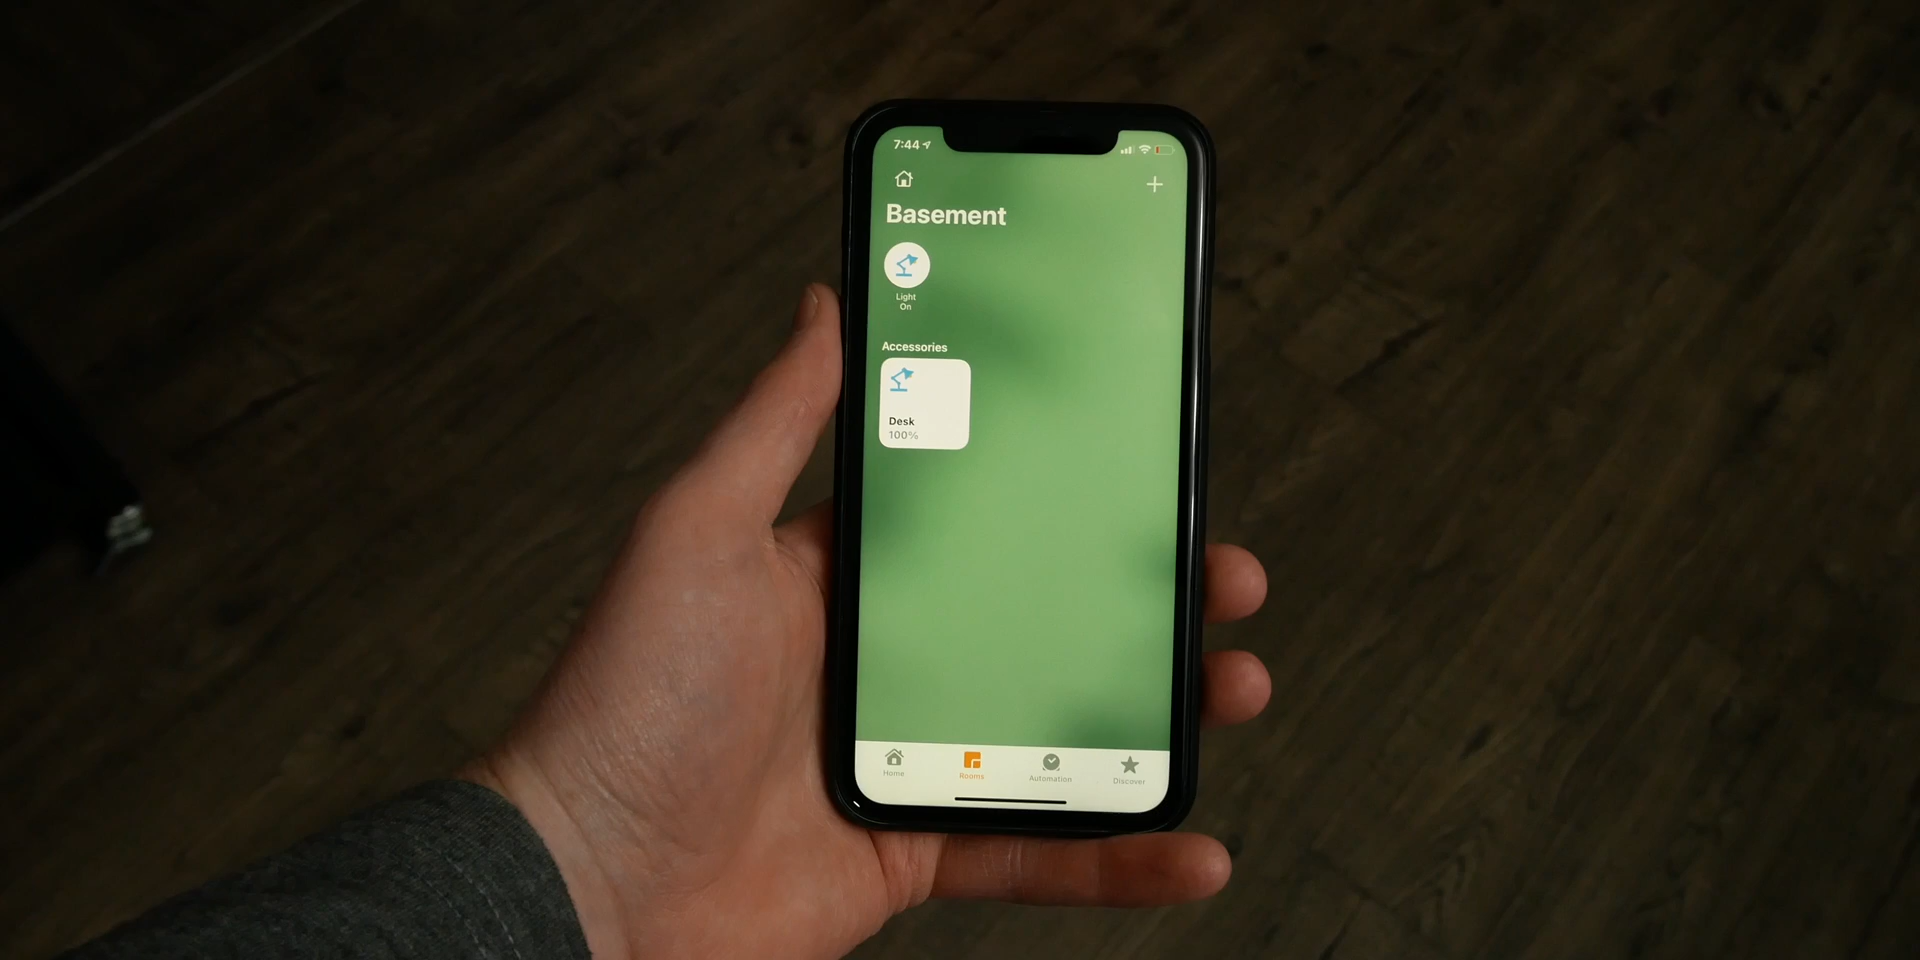 7:44
Basement
Light
On
Accessories
Desk
100%
Home
Rooms
Automation
Discover